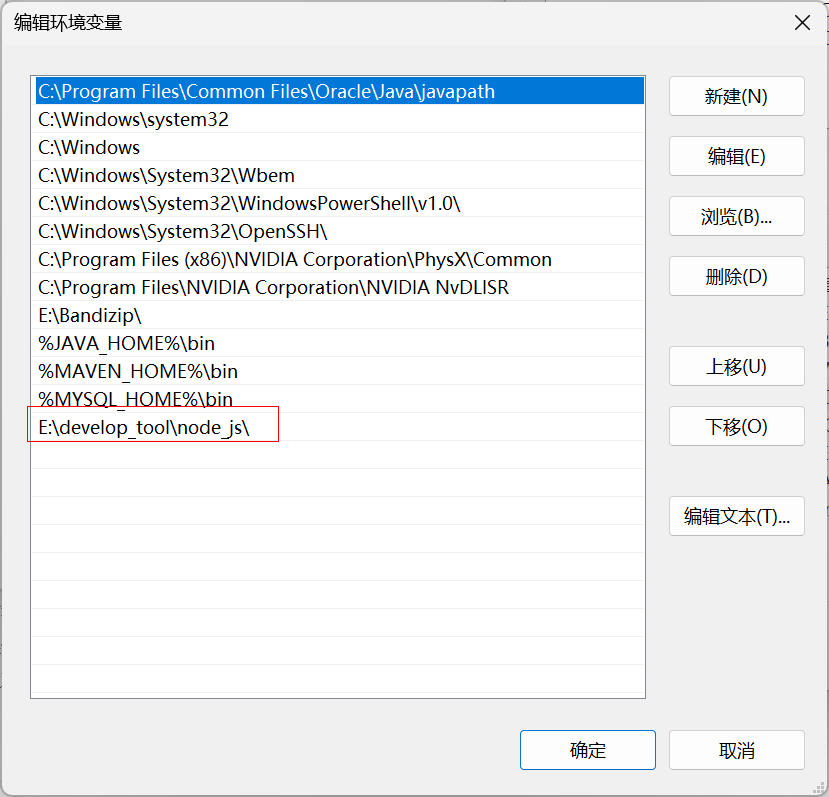 编辑环境变量
C:\Program Files\Common Files\Oracle\Java\javapath
C:\Windows\system32
C:\Windows
C:\Windows\System32\Wbem
C:\Windows\System32\WindowsPowerShell\v1.0\
C:\Windows\System32\OpenSSH\
C:\Program Files (x86)\NVIDIA Corporation\PhysX\Common
C:\Program Files\NVIDIA Corporation\NVIDIA NvDLISR
E:\Bandizip\
%JAVA_HOME%\bin
%MAVEN_HOME%\bin
%MYSQL_HOME%\bin
E:\develop_tool\node_js\
新建(N)
编辑(E)
浏览(B)...
删除(D)
上移(U)
下移(O)
编辑文本(T)...
确定
取消